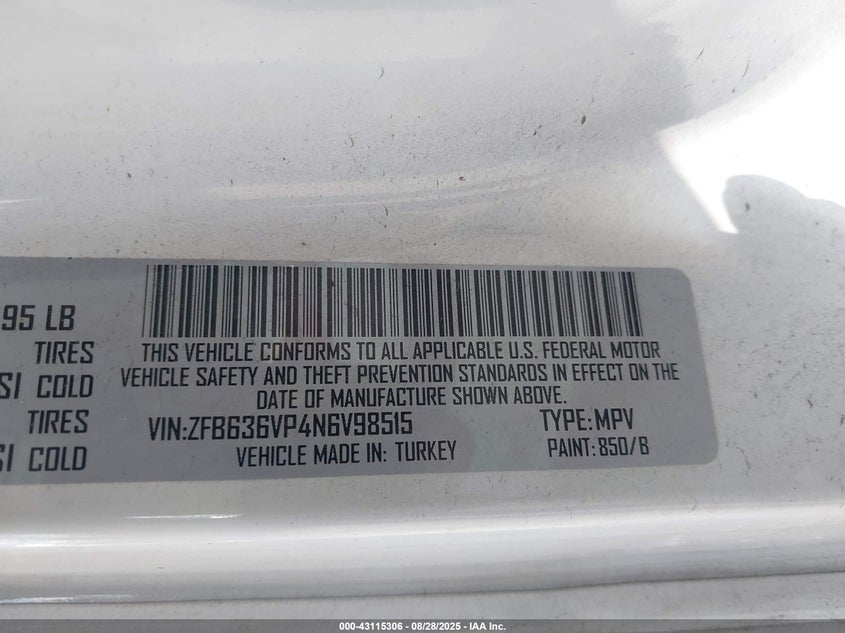 95 LB
TIRES
SI COLD
TIRES
SI COLD
THIS VEHICLE CONFORMS TO ALL APPLICABLE U.S. FEDERAL MOTOR
VEHICLE SAFETY AND THEFT PREVENTION STANDARDS IN EFFECT ON THE
DATE OF MANUFACTURE SHOWN ABOVE.
VIN:ZFB636VP4N6V98515 TYPE:MPV
VEHICLE MADE IN: TURKEY PAINT: 850/B
000-43115306 | 08/28/2025 - IAA Inc.